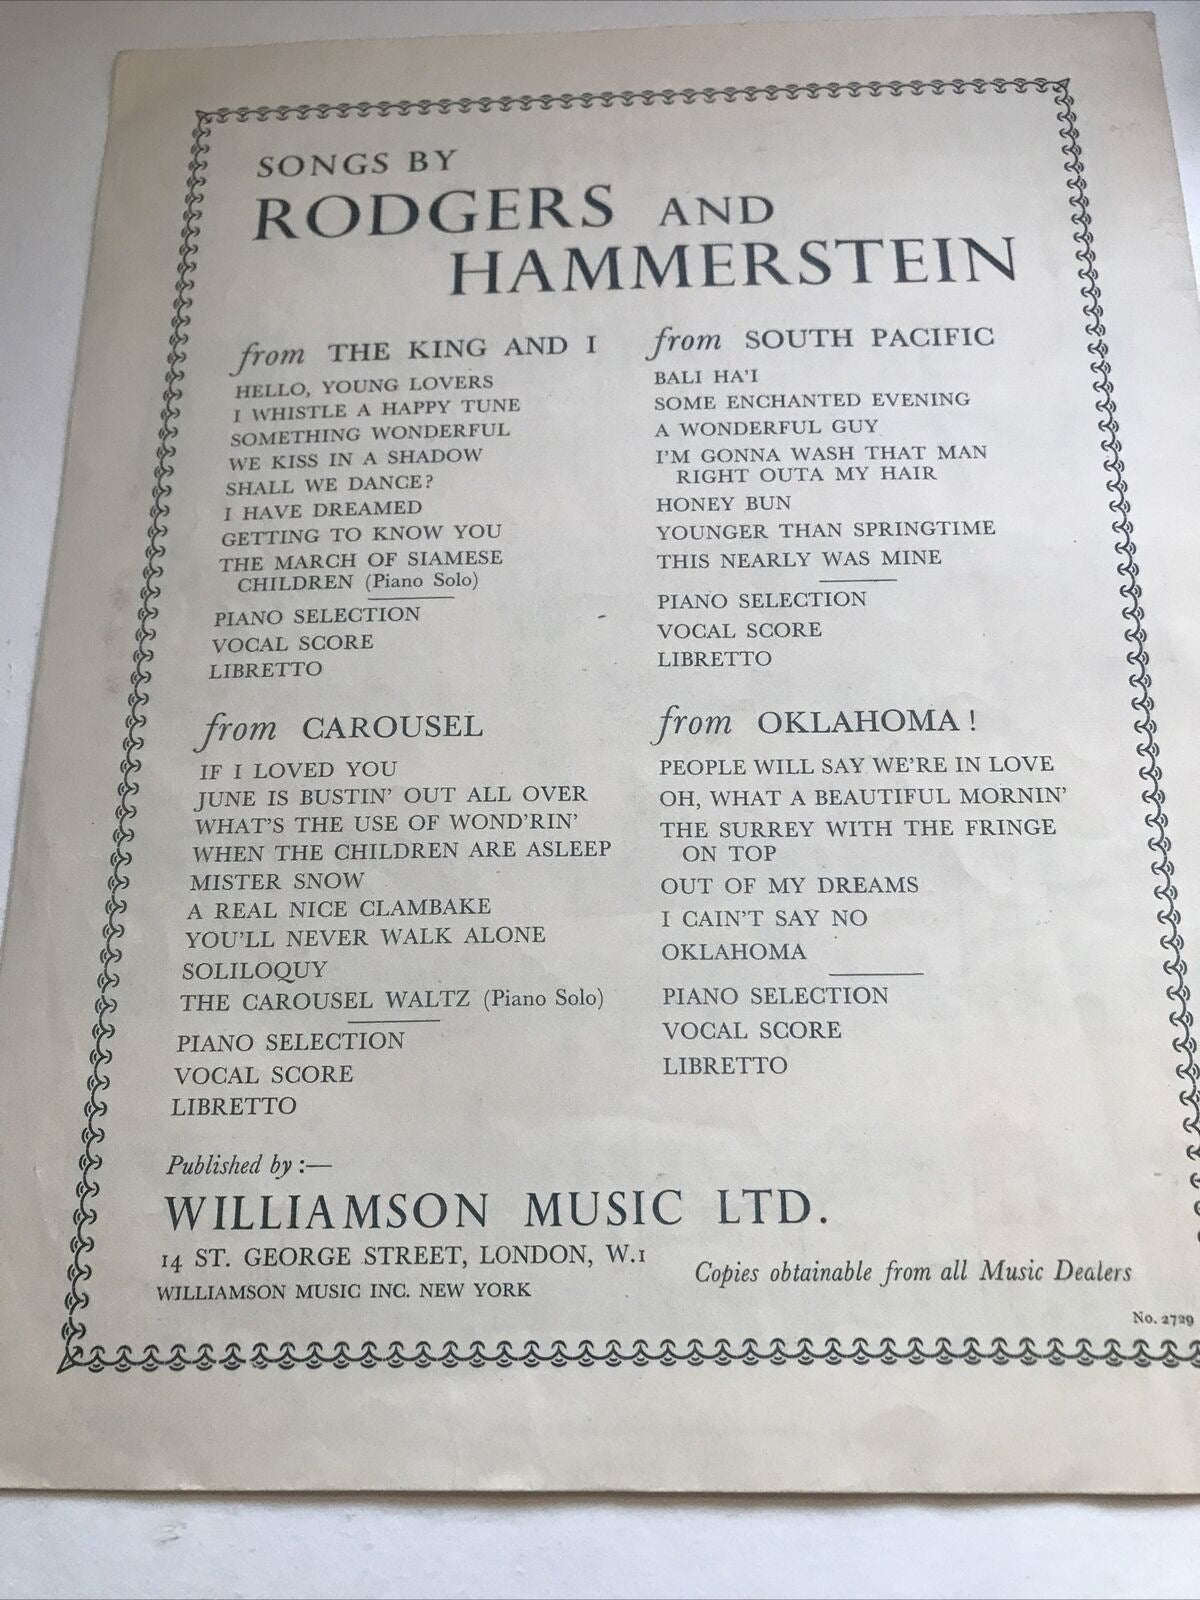 SONGS BY
RODGERS AND
HAMMERSTEIN
from THE KING AND I
HELLO, YOUNG LOVERS
I WHISTLE A HAPPY TUNE
SOMETHING WONDERFUL
WE KISS IN A SHADOW
SHALL WE DANCE?
I HAVE DREAMED
GETTING TO KNOW YOU
THE MARCH OF SIAMESE
CHILDREN (Piano Solo)
PIANO SELECTION
VOCAL SCORE
LIBRETTO
from SOUTH PACIFIC
BALI HA'I
SOME ENCHANTED EVENING
A WONDERFUL GUY
I'M GONNA WASH THAT MAN
RIGHT OUTA MY HAIR
HONEY BUN
YOUNGER THAN SPRINGTIME
THIS NEARLY WAS MINE
PIANO SELECTION
VOCAL SCORE
LIBRETTO
from CAROUSEL
IF I LOVED YOU
JUNE IS BUSTIN' OUT ALL OVER
WHAT'S THE USE OF WOND'RIN'
WHEN THE CHILDREN ARE ASLEEP
MISTER SNOW
A REAL NICE CLAMBAKE
YOU'LL NEVER WALK ALONE
SOLILOQUY
THE CAROUSEL WALTZ (Piano Solo)
PIANO SELECTION
VOCAL SCORE
LIBRETTO
from OKLAHOMA!
PEOPLE WILL SAY WE'RE IN LOVE
OH, WHAT A BEAUTIFUL MORNIN'
THE SURREY WITH THE FRINGE
ON TOP
OUT OF MY DREAMS
I CAIN'T SAY NO
OKLAHOMA
PIANO SELECTION
VOCAL SCORE
LIBRETTO
Published by :—
WILLIAMSON MUSIC LTD.
14 ST. GEORGE STREET, LONDON, W.1
WILLIAMSON MUSIC INC. NEW YORK
Copies obtainable from all Music Dealers
No. 2729